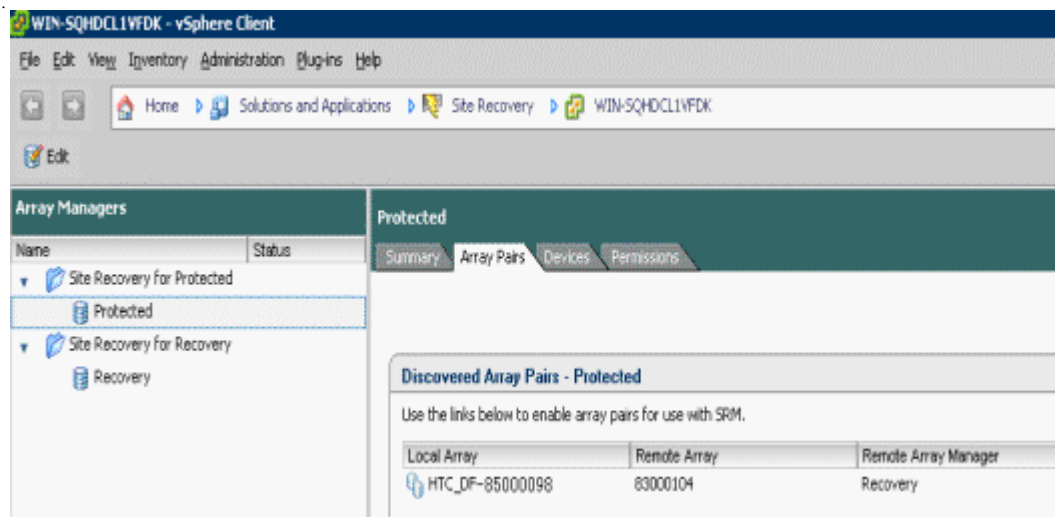 WIN-SQHDCL1VFDK - vSphere Client
File Edit View Inventory Administration Plug-ins Help
Home Solutions and Applications Site Recovery WIN-SQHDCL1VFDK
Edit
Array Managers
Name Status
Site Recovery for Protected
Protected
Site Recovery for Recovery
Recovery
Protected
Summary Array Pairs Devices Permissions
Discovered Array Pairs - Protected
Use the links below to enable array pairs for use with SRM.
Local Array Remote Array Remote Array Manager
HTC_DF-85000098 83000104 Recovery